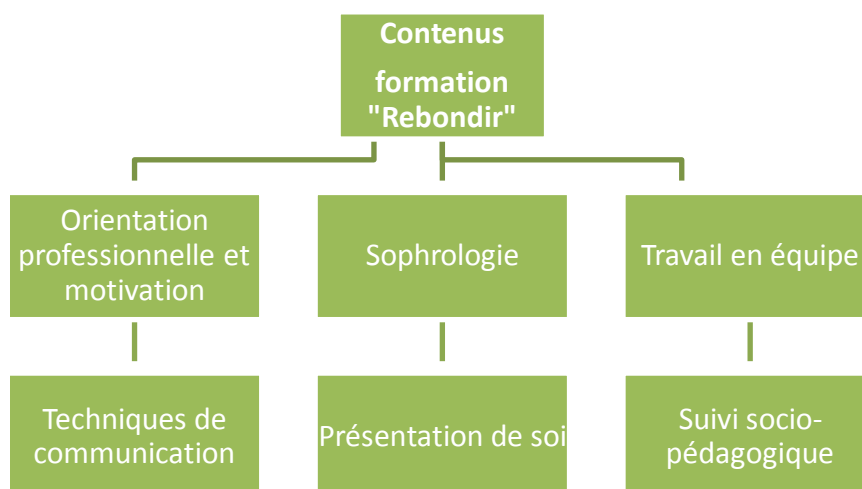 Contenus
formation
"Rebondir"
Orientation
professionnelle et
motivation
Sophrologie
Travail en équipe
Techniques de
communication
Présentation de soi
Suivi socio-
pédagogique